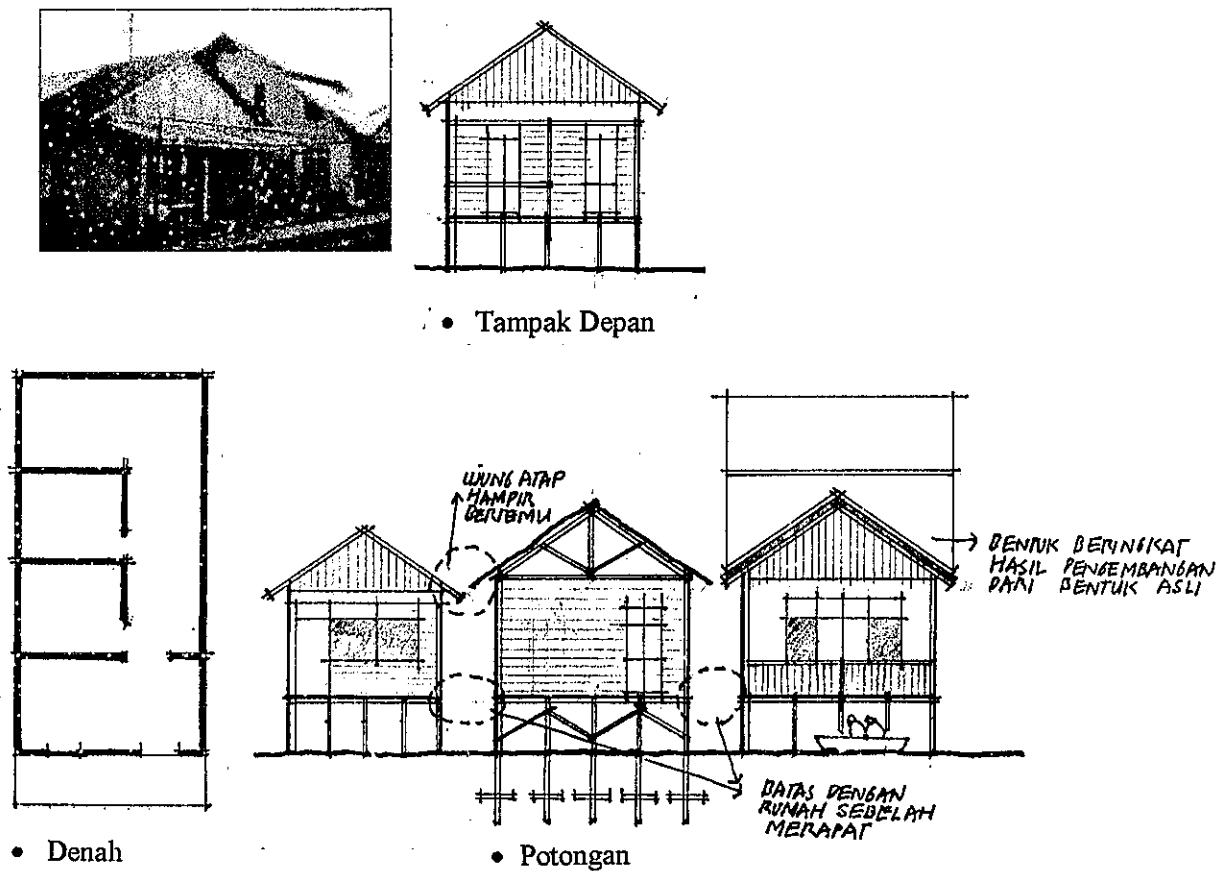 • Tampak Depan
UJUNG ATAP
HAMPIR
BERTEMU
BENTUK BERINGKAT
HASIL PENGEMBANGAN
DARI BENTUK ASLI
BATAS DENGAN
RUMAH SEBELAH
MERAPAT
• Denah
• Potongan